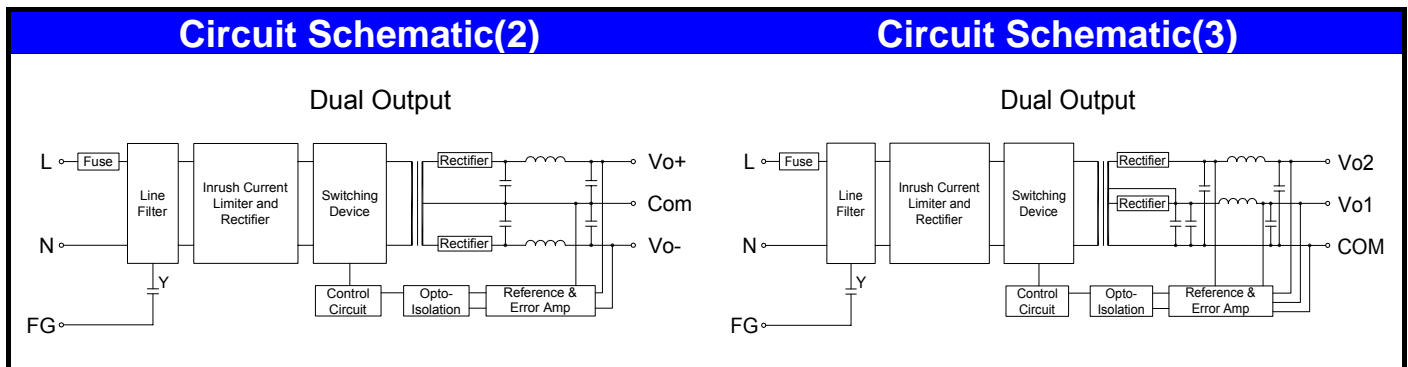 Circuit Schematic(2)
Dual Output
L
Fuse
Line
Filter
Inrush Current
Limiter and
Rectifier
Switching
Device
Rectifier
Vo+
Com
N
Rectifier
Vo-
Y
Control
Circuit
Opto-
Isolation
Reference &
Error Amp
FG
Circuit Schematic(3)
Dual Output
L
Fuse
Line
Filter
Inrush Current
Limiter and
Rectifier
Switching
Device
Rectifier
Vo2
Rectifier
Vo1
N
COM
Y
Control
Circuit
Opto-
Isolation
Reference &
Error Amp
FG